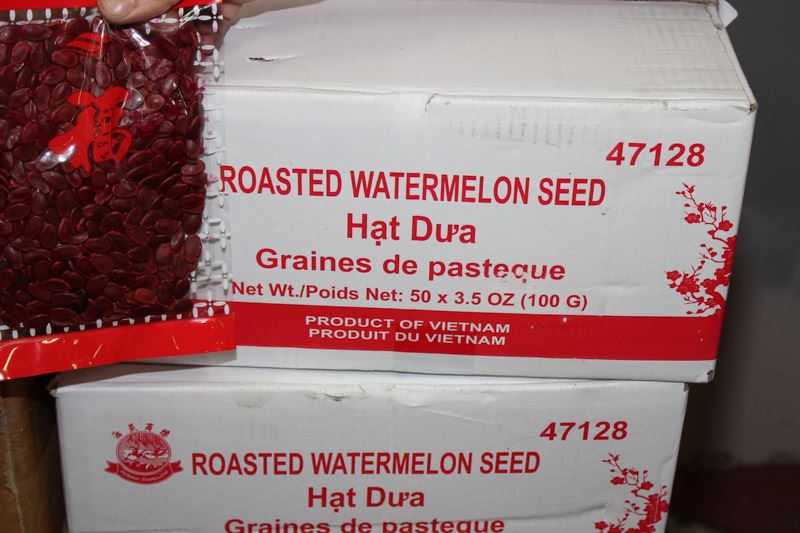 福
47128
ROASTED WATERMELON SEED
Hạt Dưa
Graines de pasteque
Net Wt./Poids Net: 50 x 3.5 OZ (100 G)
PRODUCT OF VIETNAM
PRODUIT DU VIETNAM
47128
ROASTED WATERMELON SEED
Hạt Dưa
Graines de pasteque